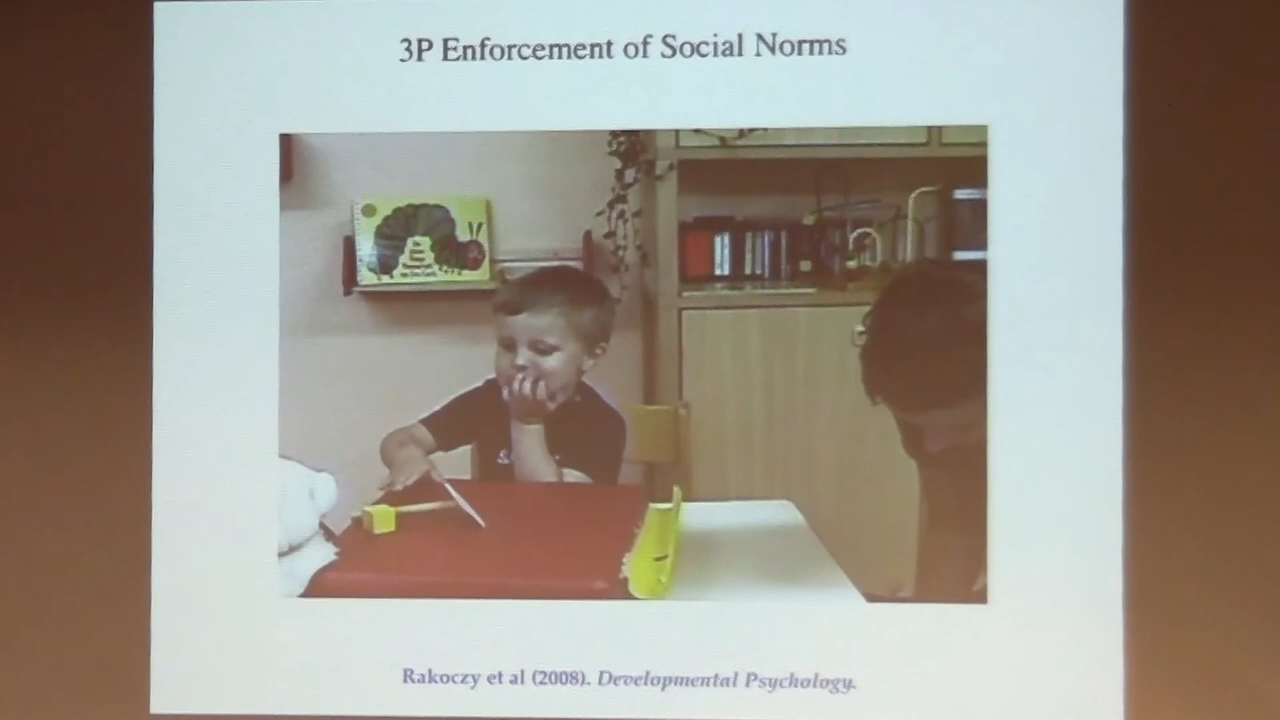 3P Enforcement of Social Norms
Rakoczy et al (2008). Developmental Psychology.